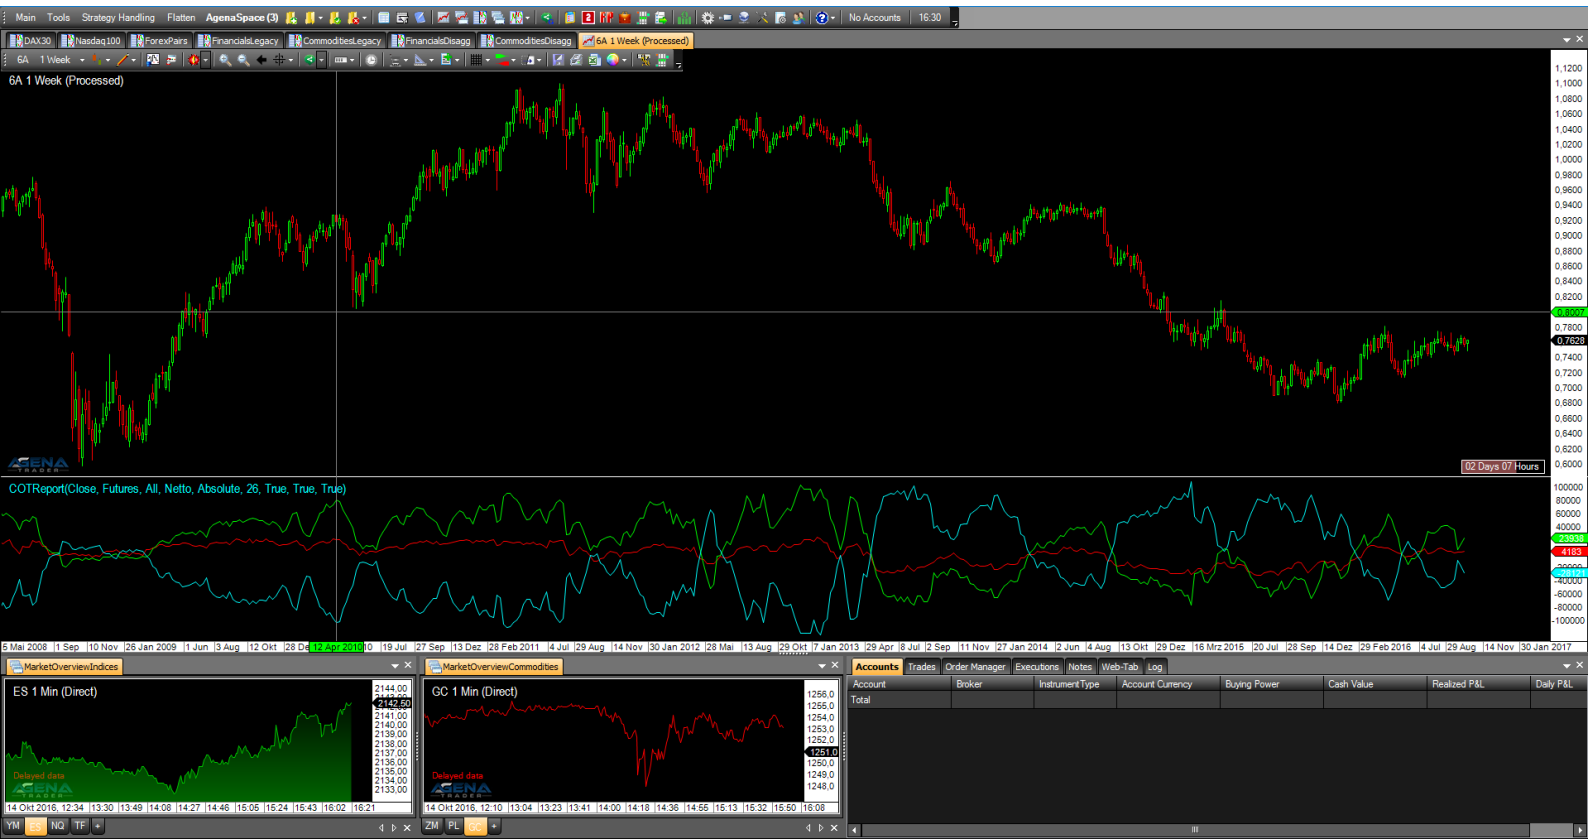 Main Tools Strategy Handling Flatten AgenaSpace (3) 2 No Accounts 16:30
DAX30 Nasdaq100 ForexPairs FinancialsLegacy CommoditiesLegacy FinancialsDisagg CommoditiesDisagg 6A 1 Week (Processed)
6A 1 Week
6A 1 Week (Processed)
1,1200
1,1000
1,0800
1,0600
1,0400
1,0200
1,0000
0,9800
0,9600
0,9400
0,9200
0,9000
0,8800
0,8600
0,8400
0,8200
0,8007
0,7800
0,7628
0,7400
0,7200
0,7000
0,6800
0,6600
0,6400
0,6200
0,6000
AGENA
TRADER
02 Days 07 Hours
COTReport(Close, Futures, All, Netto, Absolute, 26, True, True, True)
100000
80000
60000
40000
23938
4183
-40000
-60000
-80000
-100000
5 Mai 2008 1 Sep 10 Nov 26 Jan 2009 1 Jun 3 Aug 12 Okt 28 De 12 Apr 2010 19 Jul 27 Sep 13 Dez 28 Feb 2011 4 Jul 29 Aug 14 Nov 30 Jan 2012 28 Mai 13 Aug 29 Okt 7 Jan 2013 29 Apr 8 Jul 2 Sep 11 Nov 27 Jan 2014 2 Jun 4 Aug 13 Okt 29 Dez 16 Mrz 2015 20 Jul 28 Sep 14 Dez 29 Feb 2016 4 Jul 29 Aug 14 Nov 30 Jan 2017
MarketOverviewIndices
ES 1 Min (Direct)
2144,00
2142,50
2141,00
2140,00
2139,00
2138,00
2137,00
2136,00
2135,00
2134,00
2133,00
Delayed data
AGENA
TRADER
14 Okt 2016, 12:34 13:30 13:49 14:08 14:27 14:46 15:05 15:24 15:43 16:02 16:21
YM ES NQ TF +
MarketOverviewCommodities
GC 1 Min (Direct)
1256,0
1255,0
1254,0
1253,0
1252,0
1251,0
1250,0
1249,0
1248,0
Delayed data
AGENA
TRADER
14 Okt 2016, 12:10 13:04 13:23 13:41 14:00 14:18 14:36 14:55 15:13 15:32 15:50 16:08
ZM PL GC +
Accounts Trades Order Manager Executions Notes Web-Tab Log
Account Broker InstrumentType Account Currency Buying Power Cash Value Realized P&L Daily P&L
Total